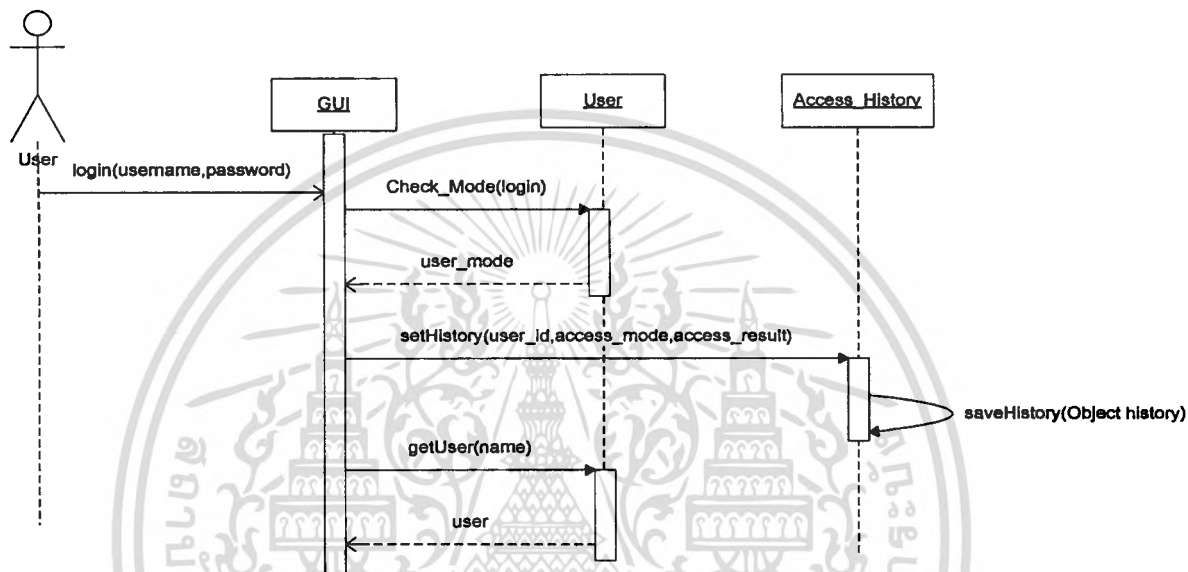 GUI
User
Access_History
User
login(username,password)
Check_Mode(login)
user_mode
setHistory(user_id,access_mode,access_result)
saveHistory(Object history)
getUser(name)
user